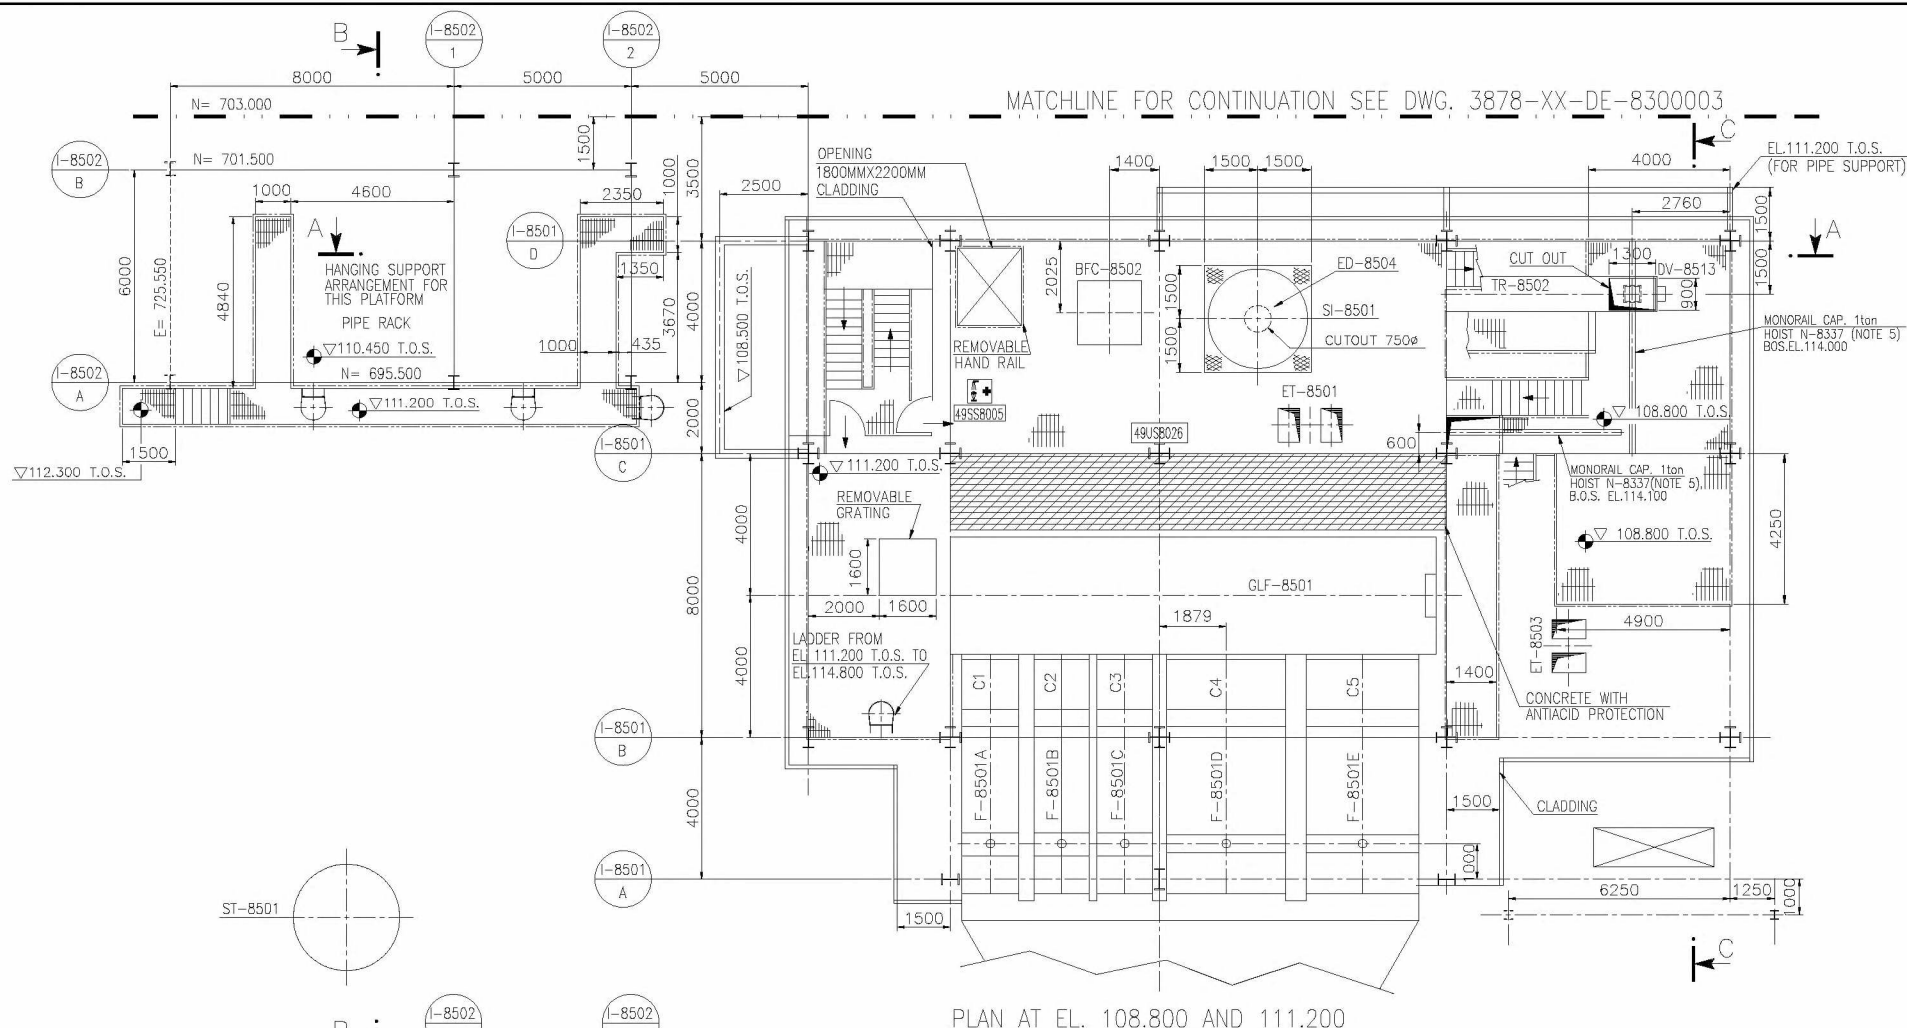 B
I-8502
1
I-8502
2
8000
5000
5000
N= 703.000
MATCHLINE FOR CONTINUATION SEE DWG. 3878-XX-DE-8300003
C
I-8502
B
N= 701.500
1500
3500
1000
OPENING
1800MMX2200MM
CLADDING
1400
1500
1500
4000
EL.111.200 T.O.S.
(FOR PIPE SUPPORT)
1000
4600
2350
2500
2760
1500
A
I-8501
D
A
6000
E= 725.550
4840
HANGING SUPPORT
ARRANGEMENT FOR
THIS PLATFORM
PIPE RACK
1350
3670
4000
▽108.500 T.O.S.
2025
BFC-8502
1500
1500
ED-8504
SI-8501
CUTOUT 750ø
CUT OUT
1300
DV-8513
TR-8502
900
1500
MONORAIL CAP. 1ton
HOIST N-8337 (NOTE 5)
BOS.EL.114.000
▽110.450 T.O.S.
1000
435
REMOVABLE
HAND RAIL
N= 695.500
I-8502
A
▽111.200 T.O.S.
2000
49SS8005
ET-8501
49US8026
▽ 108.800 T.O.S.
600
1500
▽112.300 T.O.S.
I-8501
C
▽ 111.200 T.O.S.
MONORAIL CAP. 1ton
HOIST N-8337(NOTE 5)
B.O.S. EL.114.100
REMOVABLE
GRATING
4000
8000
1600
▽ 108.800 T.O.S.
4250
GLF-8501
2000
1600
1879
4900
ET-8503
LADDER FROM
EL 111.200 T.O.S. TO
EL.114.800 T.O.S.
4000
C1
C2
C3
C4
C5
1400
CONCRETE WITH
ANTIACID PROTECTION
I-8501
B
F-8501A
F-8501B
F-8501C
F-8501D
F-8501E
4000
1500
CLADDING
1000
I-8501
A
6250
1250
1000
ST-8501
1500
C
I-8502
I-8502
PLAN AT EL. 108.800 AND 111.200